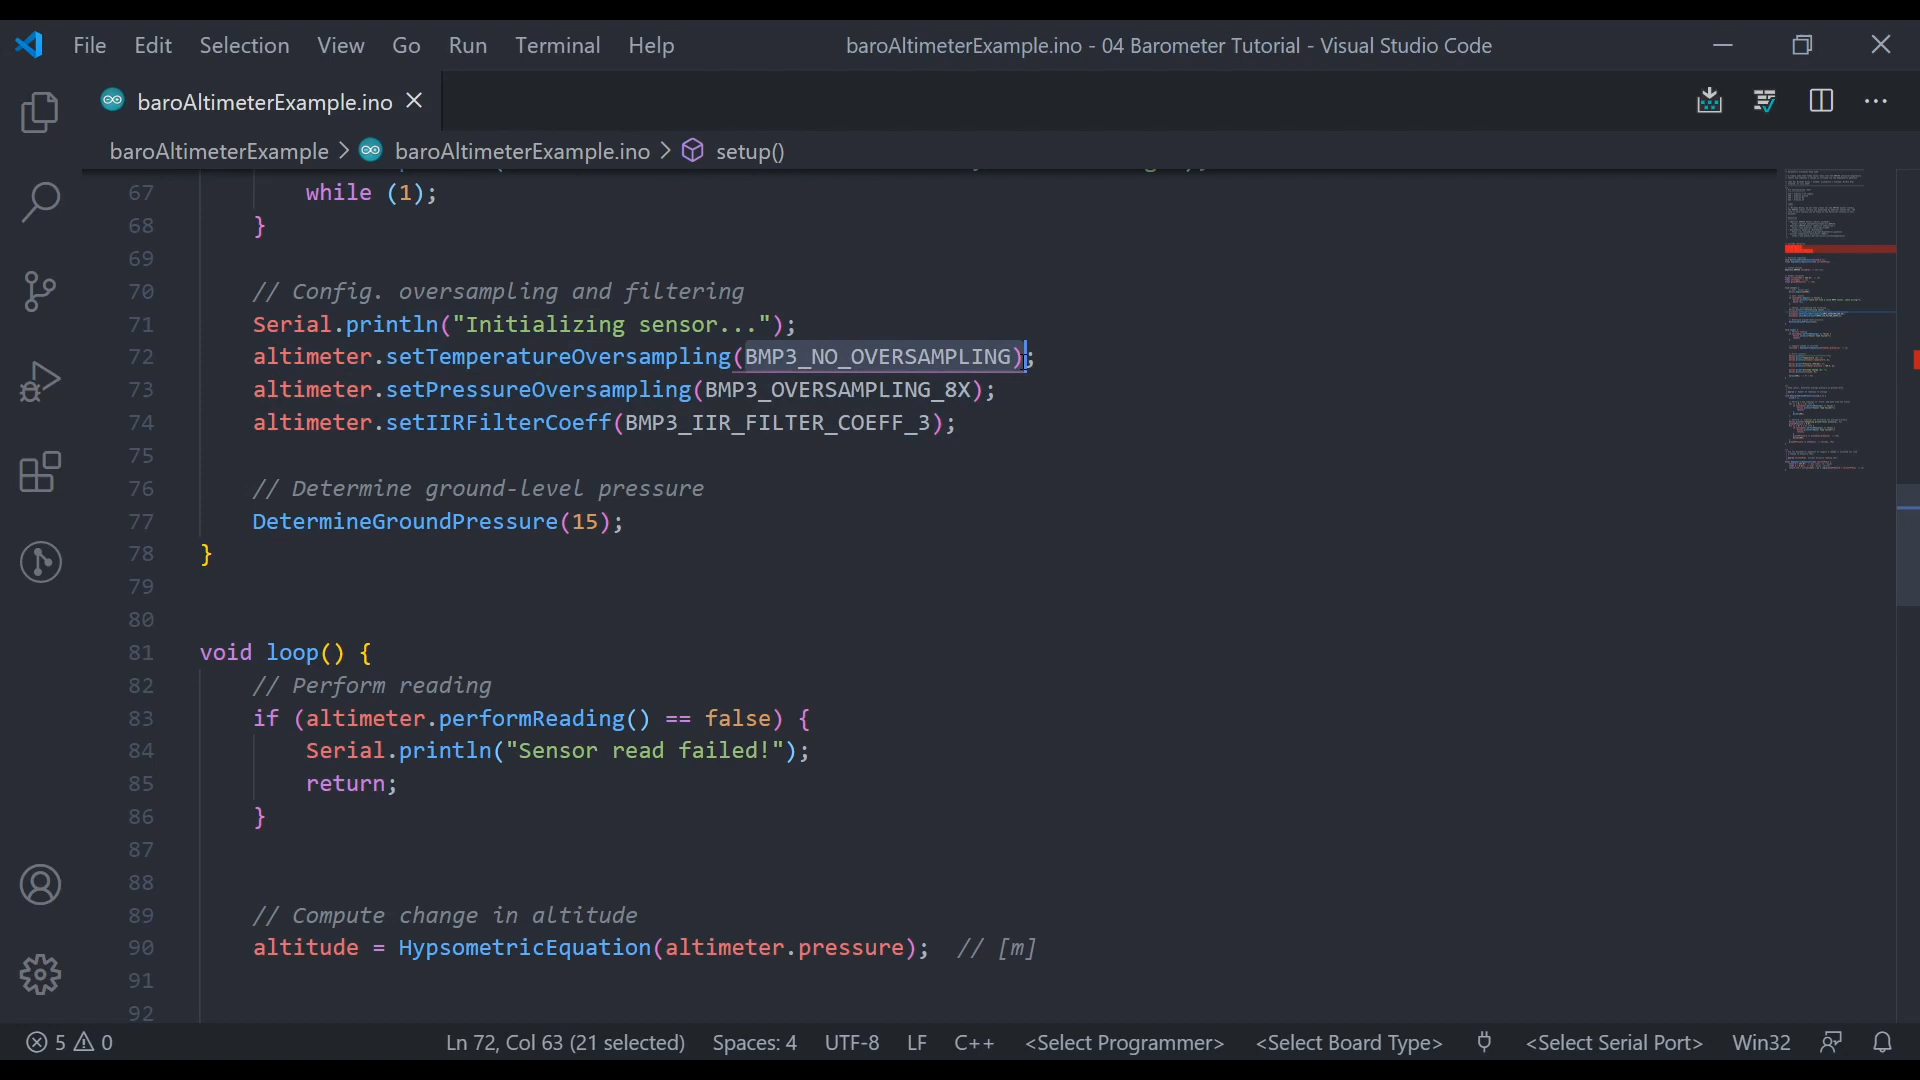 File Edit Selection View Go Run Terminal Help baroAltimeterExample.ino - 04 Barometer Tutorial - Visual Studio Code
baroAltimeterExample.ino
baroAltimeterExample > baroAltimeterExample.ino > setup()
67 while (1);
68 }
69
70 // Config. oversampling and filtering
71 Serial.println("Initializing sensor...");
72 altimeter.setTemperatureOversampling(BMP3_NO_OVERSAMPLING);
73 altimeter.setPressureOversampling(BMP3_OVERSAMPLING_8X);
74 altimeter.setIIRFilterCoeff(BMP3_IIR_FILTER_COEFF_3);
75
76 // Determine ground-level pressure
77 DetermineGroundPressure(15);
78 }
79
80
81 void loop() {
82 // Perform reading
83 if (altimeter.performReading() == false) {
84 Serial.println("Sensor read failed!");
85 return;
86 }
87
88
89 // Compute change in altitude
90 altitude = HypsometricEquation(altimeter.pressure); // [m]
91
92
5 0 Ln 72, Col 63 (21 selected) Spaces: 4 UTF-8 LF C++ <Select Programmer> <Select Board Type> <Select Serial Port> Win32